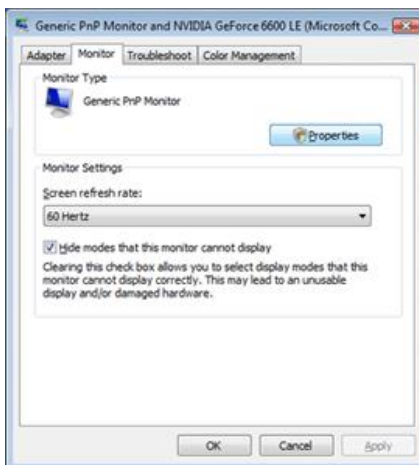 Generic PnP Monitor and NVIDIA GeForce 6600 LE (Microsoft Co...
Adapter Monitor Troubleshoot Color Management
Monitor Type
Generic PnP Monitor
Properties
Monitor Settings
Screen refresh rate:
60 Hertz
Hide modes that this monitor cannot display
Clearing this check box allows you to select display modes that this
monitor cannot display correctly. This may lead to an unusable
display and/or damaged hardware.
OK Cancel Apply